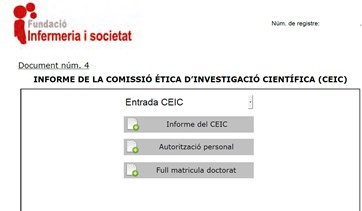 Fundació
Infermeria i societat
Núm. de registre:
Document núm. 4
INFORME DE LA COMISSIÓ ÉTICA D'INVESTIGACIÓ CIENTÍFICA (CEIC)
Entrada CEIC
Informe del CEIC
Autorització personal
Full matricula doctorat